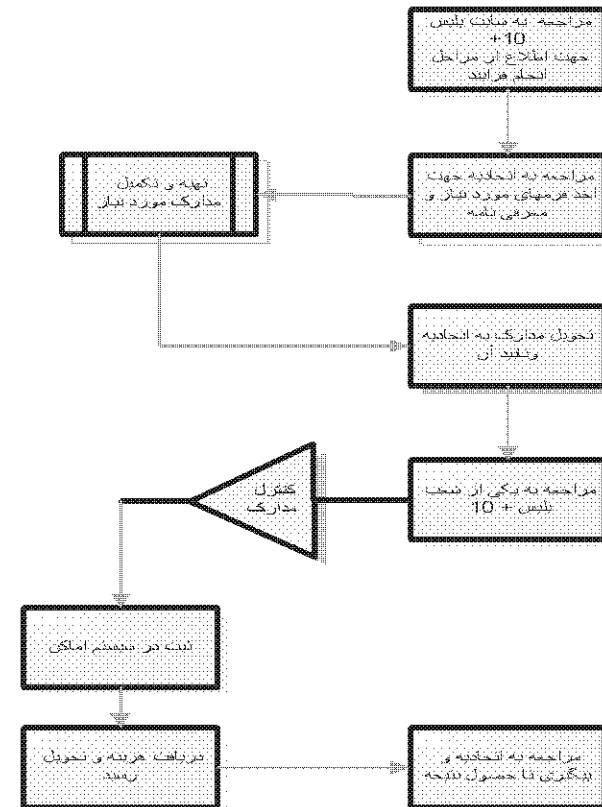 مراجعه به سایت پلیس
+10
جهت اطلاع از مراحل
انجام فرایند
مراجعه به اتحادیه جهت
اخذ فرمهای مورد نیاز و
معرفی نامه
تهیه و تکمیل
مدارک مورد نیاز
تحویل مدارک به اتحادیه
وتایید آن
مراجعه به یکی از شعب
پلیس + 10
کنترل
مدارک
ثبت در سیستم اماکن
دریافت هزینه و تحویل
رسید
مراجعه به اتحادیه و
پیگیری تا حصول نتیجه